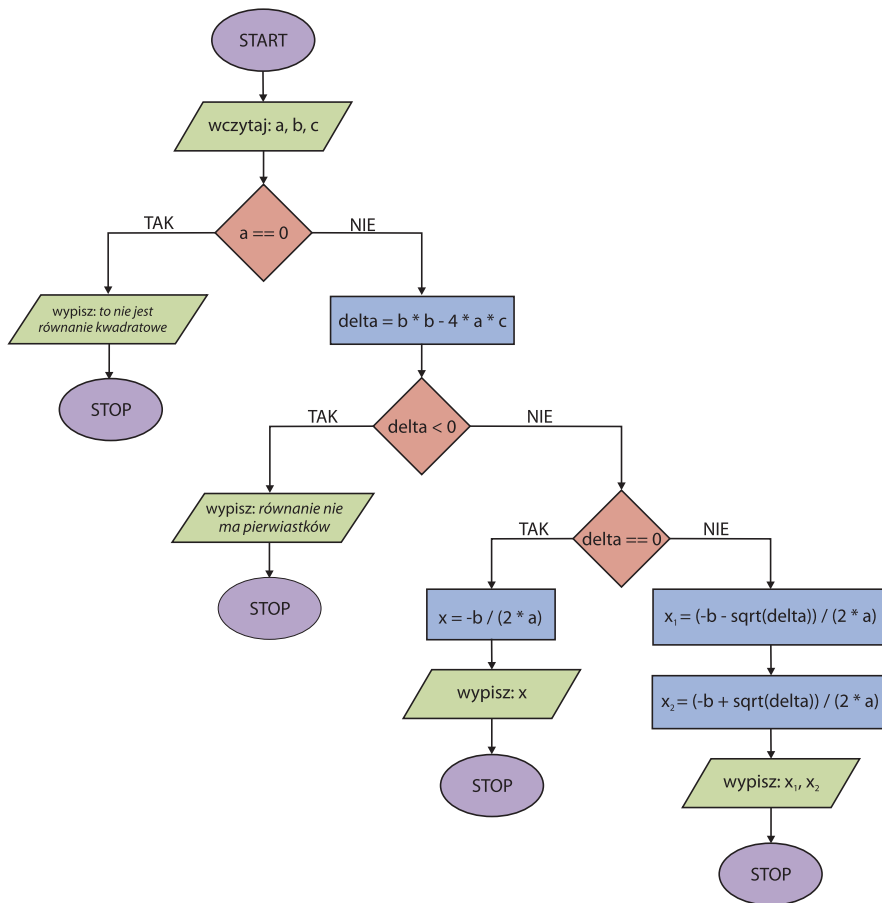 START
wczytaj: a, b, c
a == 0
TAK
NIE
wypisz: to nie jest
równanie kwadratowe
STOP
delta = b * b - 4 * a * c
delta < 0
TAK
NIE
wypisz: równanie nie
ma pierwiastków
STOP
delta == 0
TAK
NIE
x = -b / (2 * a)
wypisz: x
STOP
x₁ = (-b - sqrt(delta)) / (2 * a)
x₂ = (-b + sqrt(delta)) / (2 * a)
wypisz: x₁, x₂
STOP